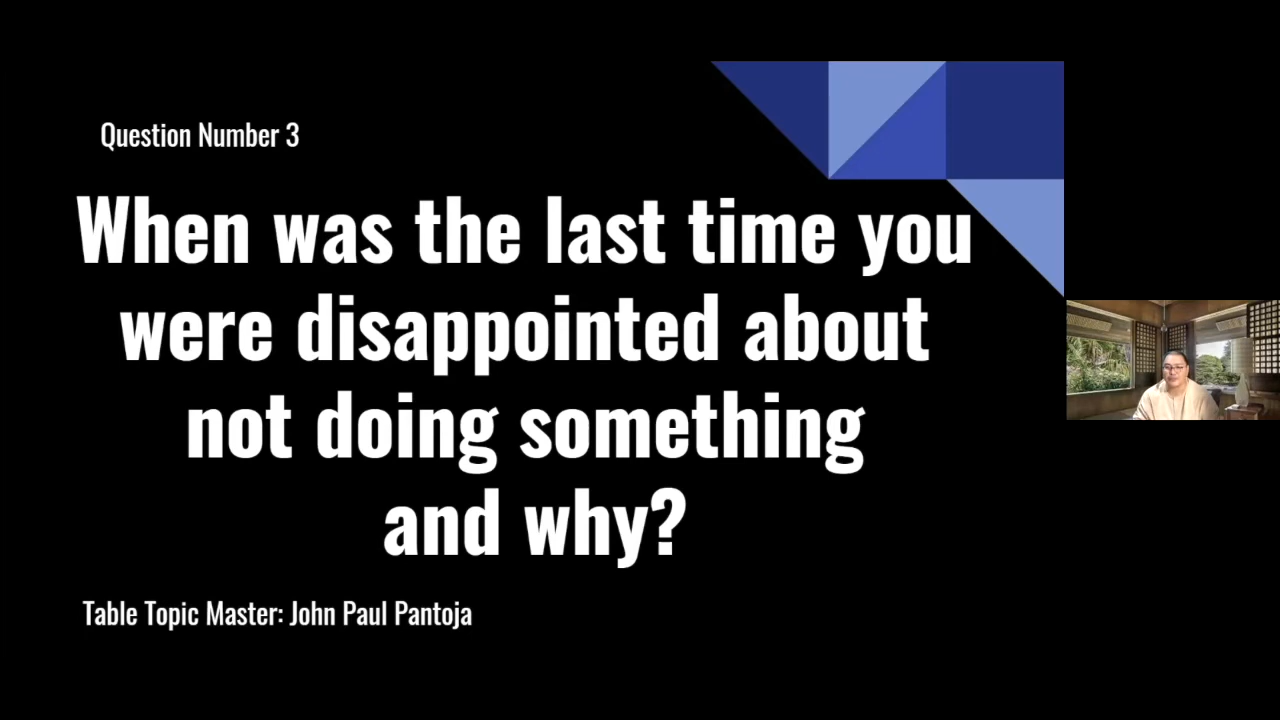 Question Number 3
When was the last time you
were disappointed about
not doing something
and why?
Table Topic Master: John Paul Pantoja